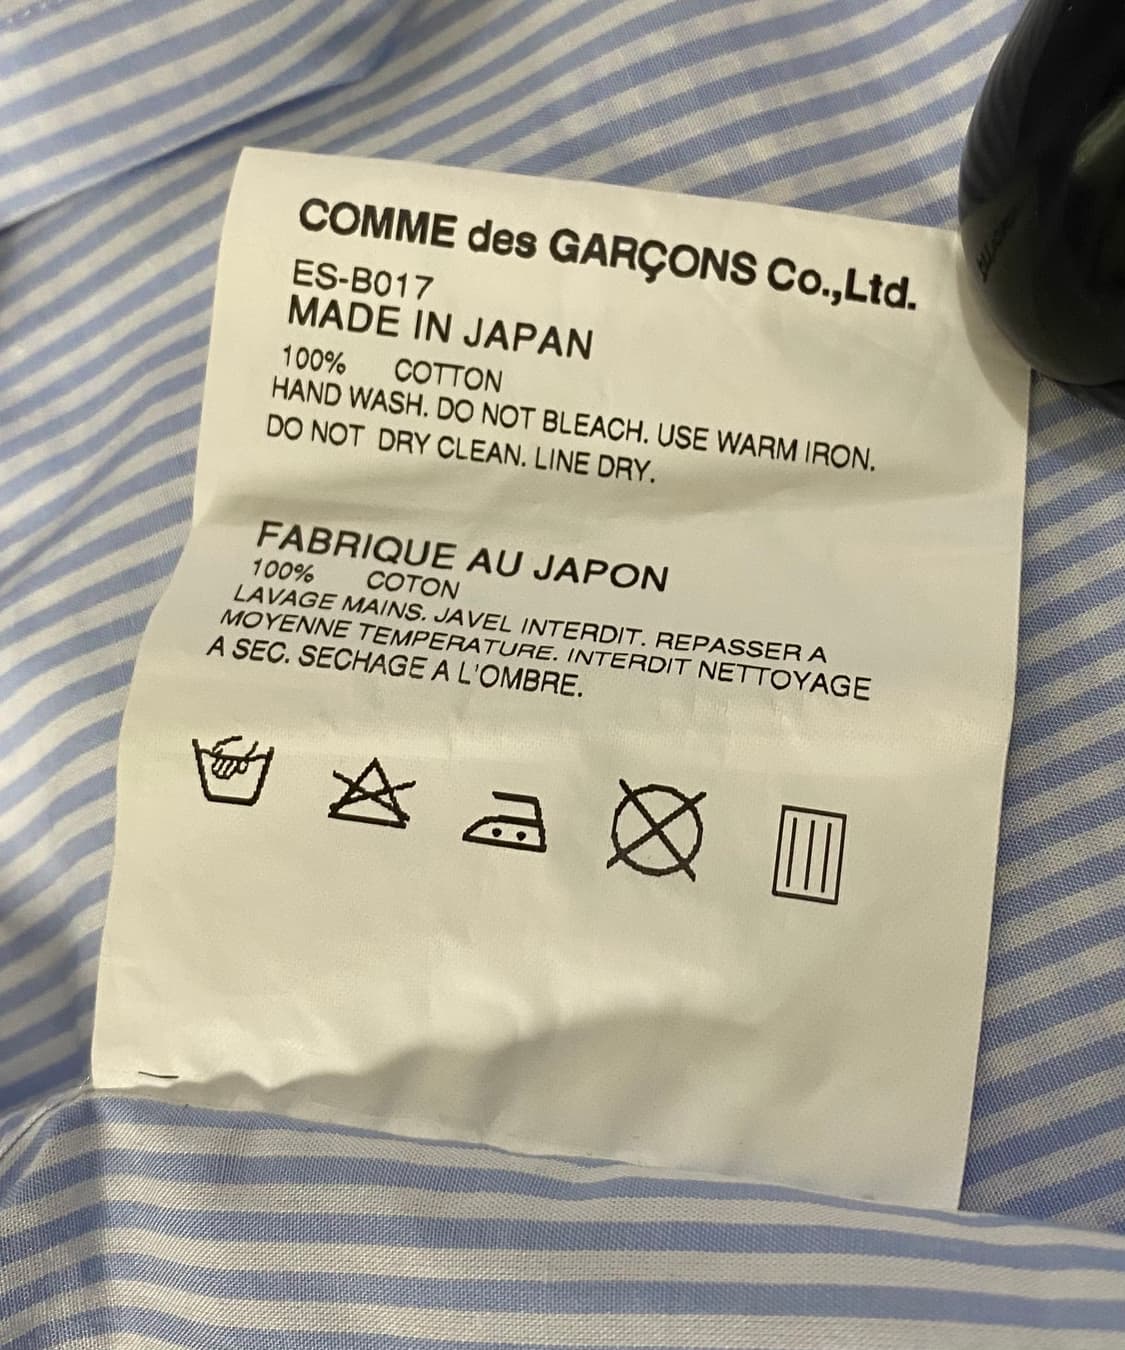 COMME des GARÇONS Co.,Ltd.
ES-B017
MADE IN JAPAN
100% COTTON
HAND WASH. DO NOT BLEACH. USE WARM IRON.
DO NOT DRY CLEAN. LINE DRY.
FABRIQUE AU JAPON
100% COTON
LAVAGE MAINS. JAVEL INTERDIT. REPASSER A
MOYENNE TEMPERATURE. INTERDIT NETTOYAGE
A SEC. SECHAGE A L'OMBRE.